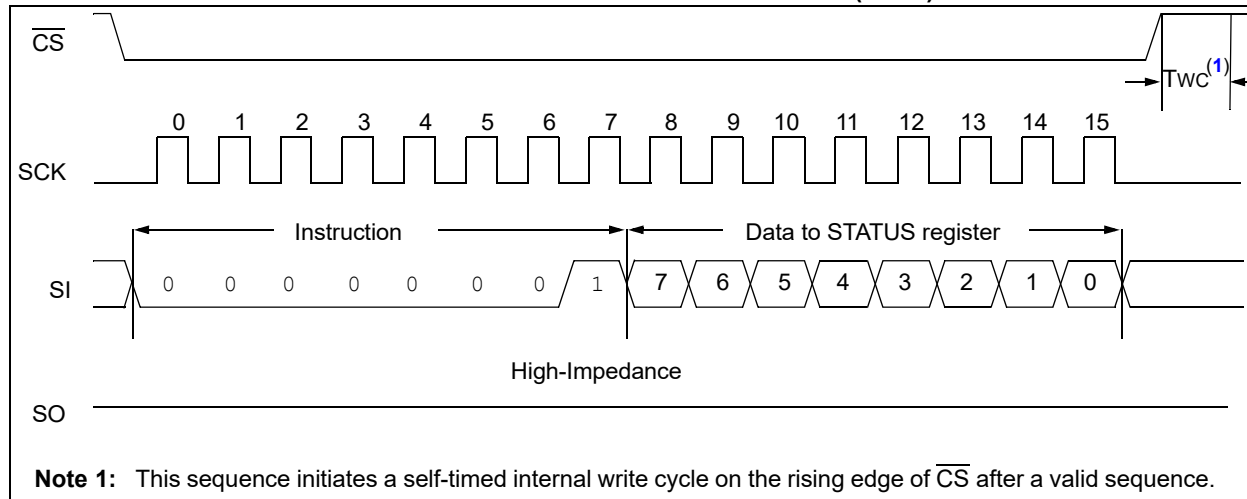 CS
TWC(1)
0 1 2 3 4 5 6 7 8 9 10 11 12 13 14 15
SCK
Instruction Data to STATUS register
SI 0 0 0 0 0 0 0 1 7 6 5 4 3 2 1 0
High-Impedance
SO
Note 1: This sequence initiates a self-timed internal write cycle on the rising edge of CS after a valid sequence.